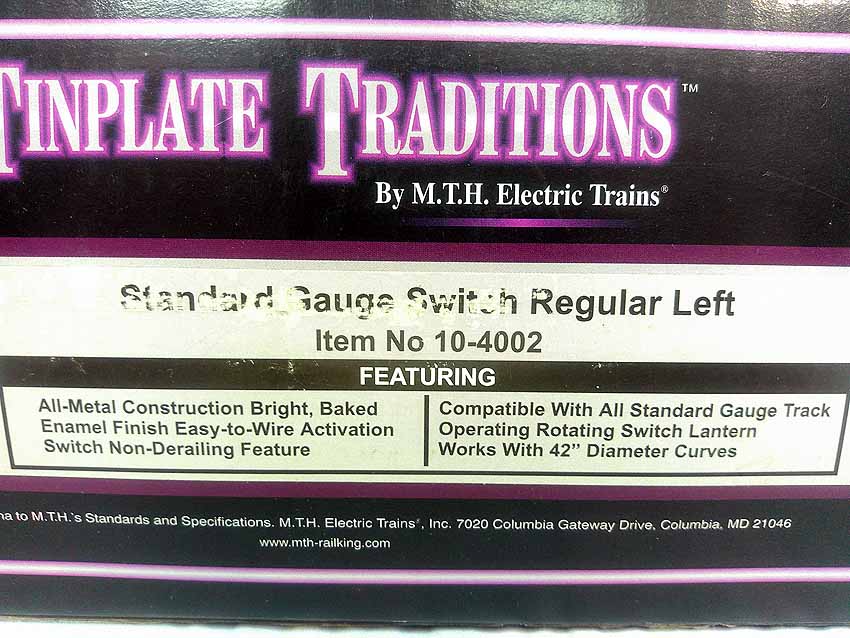 TINPLATE TRADITIONS™
By M.T.H. Electric Trains®
Standard Gauge Switch Regular Left
Item No 10-4002
FEATURING
All-Metal Construction Bright, Baked
Enamel Finish Easy-to-Wire Activation
Switch Non-Derailing Feature
Compatible With All Standard Gauge Track
Operating Rotating Switch Lantern
Works With 42” Diameter Curves
to M.T.H.'s Standards and Specifications. M.T.H. Electric Trains®, Inc. 7020 Columbia Gateway Drive, Columbia, MD 21046
www.mth-railking.com